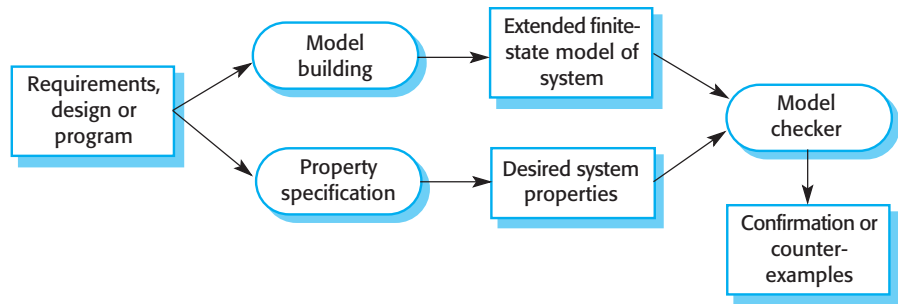 Requirements,
design or
program
Model
building
Extended finite-
state model of
system
Property
specification
Desired system
properties
Model
checker
Confirmation or
counter-
examples